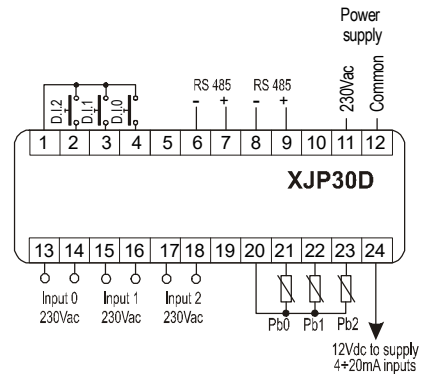 Power
supply
230Vac
Common
RS 485 RS 485
- + - +
D.I.2
D.I.1
D.I.0
1 2 3 4 5 6 7 8 9 10 11 12
XJP30D
13 14 15 16 17 18 19 20 21 22 23 24
Input 0 Input 1 Input 2
230Vac 230Vac 230Vac
Pb0 Pb1 Pb2
12Vdc to supply
4÷20mA inputs